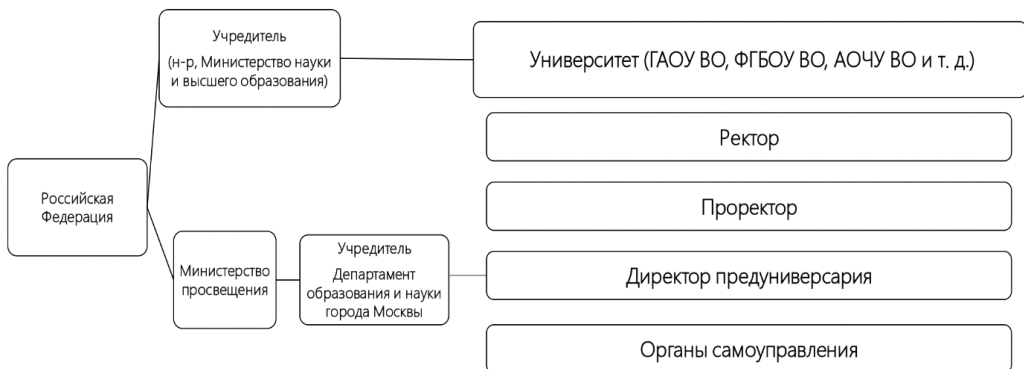 Учредитель
(н-р, Министерство науки
и высшего образования)
Университет (ГАОУ ВО, ФГБОУ ВО, АОЧУ ВО и т. д.)
Ректор
Российская
Федерация
Проректор
Министерство
просвещения
Учредитель
Департамент
образования и науки
города Москвы
Директор предуниверсария
Органы самоуправления